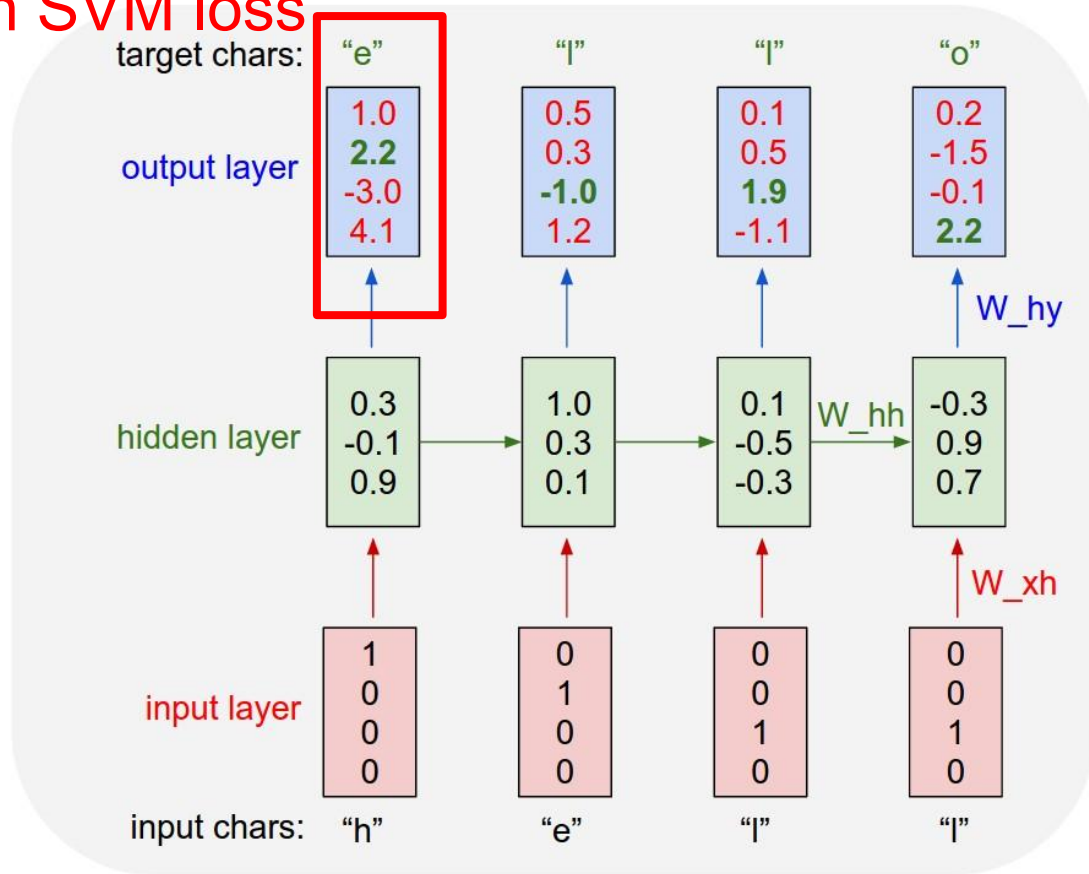 n SVM loss
target chars: “e” “l” “l” “o”
output layer
1.0 0.5 0.1 0.2
2.2 0.3 0.5 -1.5
-3.0 -1.0 1.9 -0.1
4.1 1.2 -1.1 2.2
W_hy
hidden layer
0.3 1.0 0.1 -0.3
-0.1 0.3 -0.5 0.9
0.9 0.1 -0.3 0.7
W_hh
W_xh
input layer
1 0 0 0
0 1 0 0
0 0 1 1
0 0 0 0
input chars: “h” “e” “l” “l”